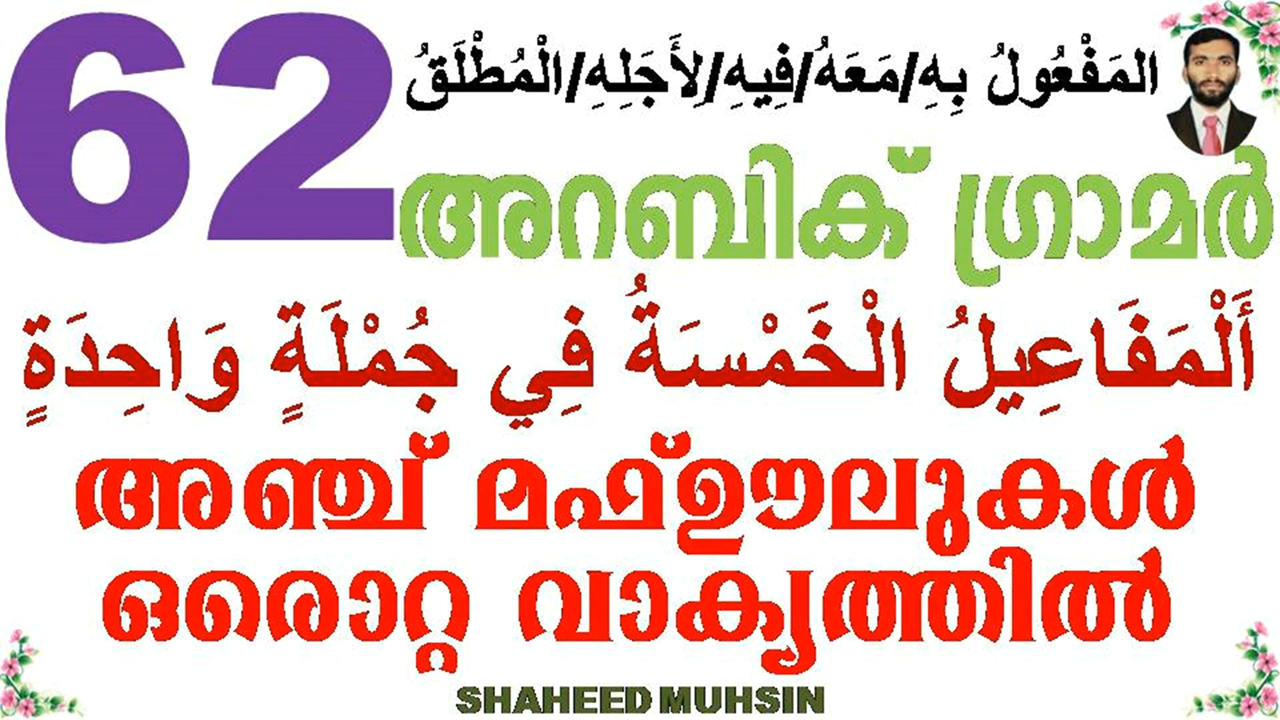 62
المَفْعُولُ بِهِ/مَعَهُ/فِيهِ/لِأَجَلِهِ/الْمُطْلَقُ
അറബിക് ഗ്രാമർ
أَلْمَفَاعِيلُ الْخَمْسَةُ فِي جُمْلَةٍ وَاحِدَةٍ
അഞ്ച് മഫ്ഊലുകൾ
ഒരൊറ്റ വാക്യത്തിൽ
SHAHEED MUHSIN